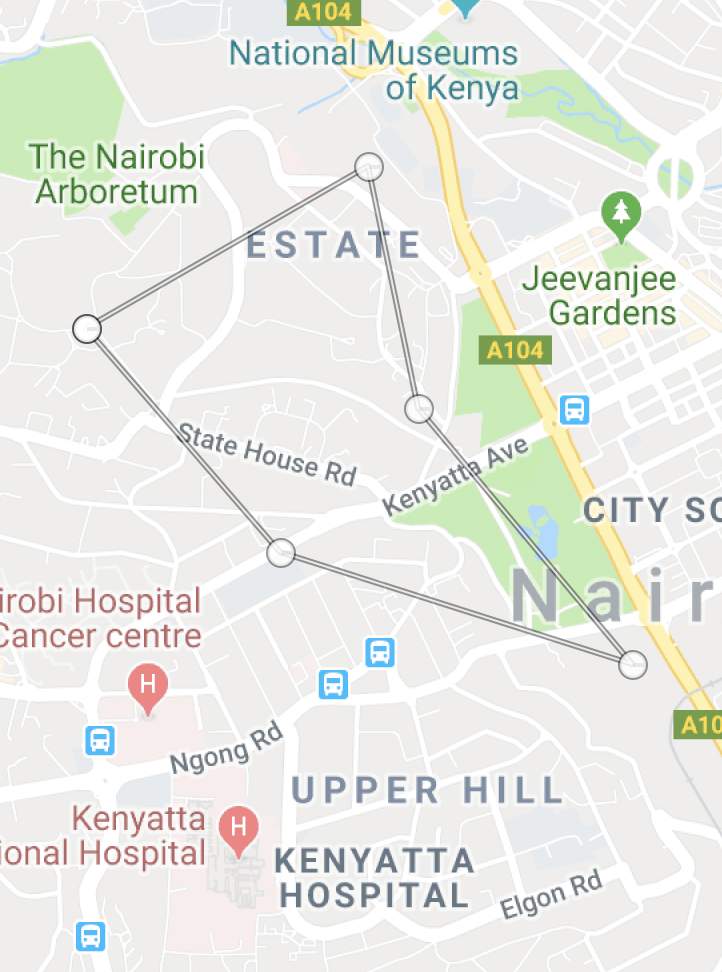 A104
National Museums
of Kenya
The Nairobi
Arboretum
ESTATE
Jeevanjee
Gardens
A104
State House Rd
Kenyatta Ave
CITY SQ
Nair
irobi Hospital
Cancer centre
H
A10
Ngong Rd
UPPER HILL
Kenyatta
ional Hospital
H
KENYATTA
HOSPITAL
Elgon Rd